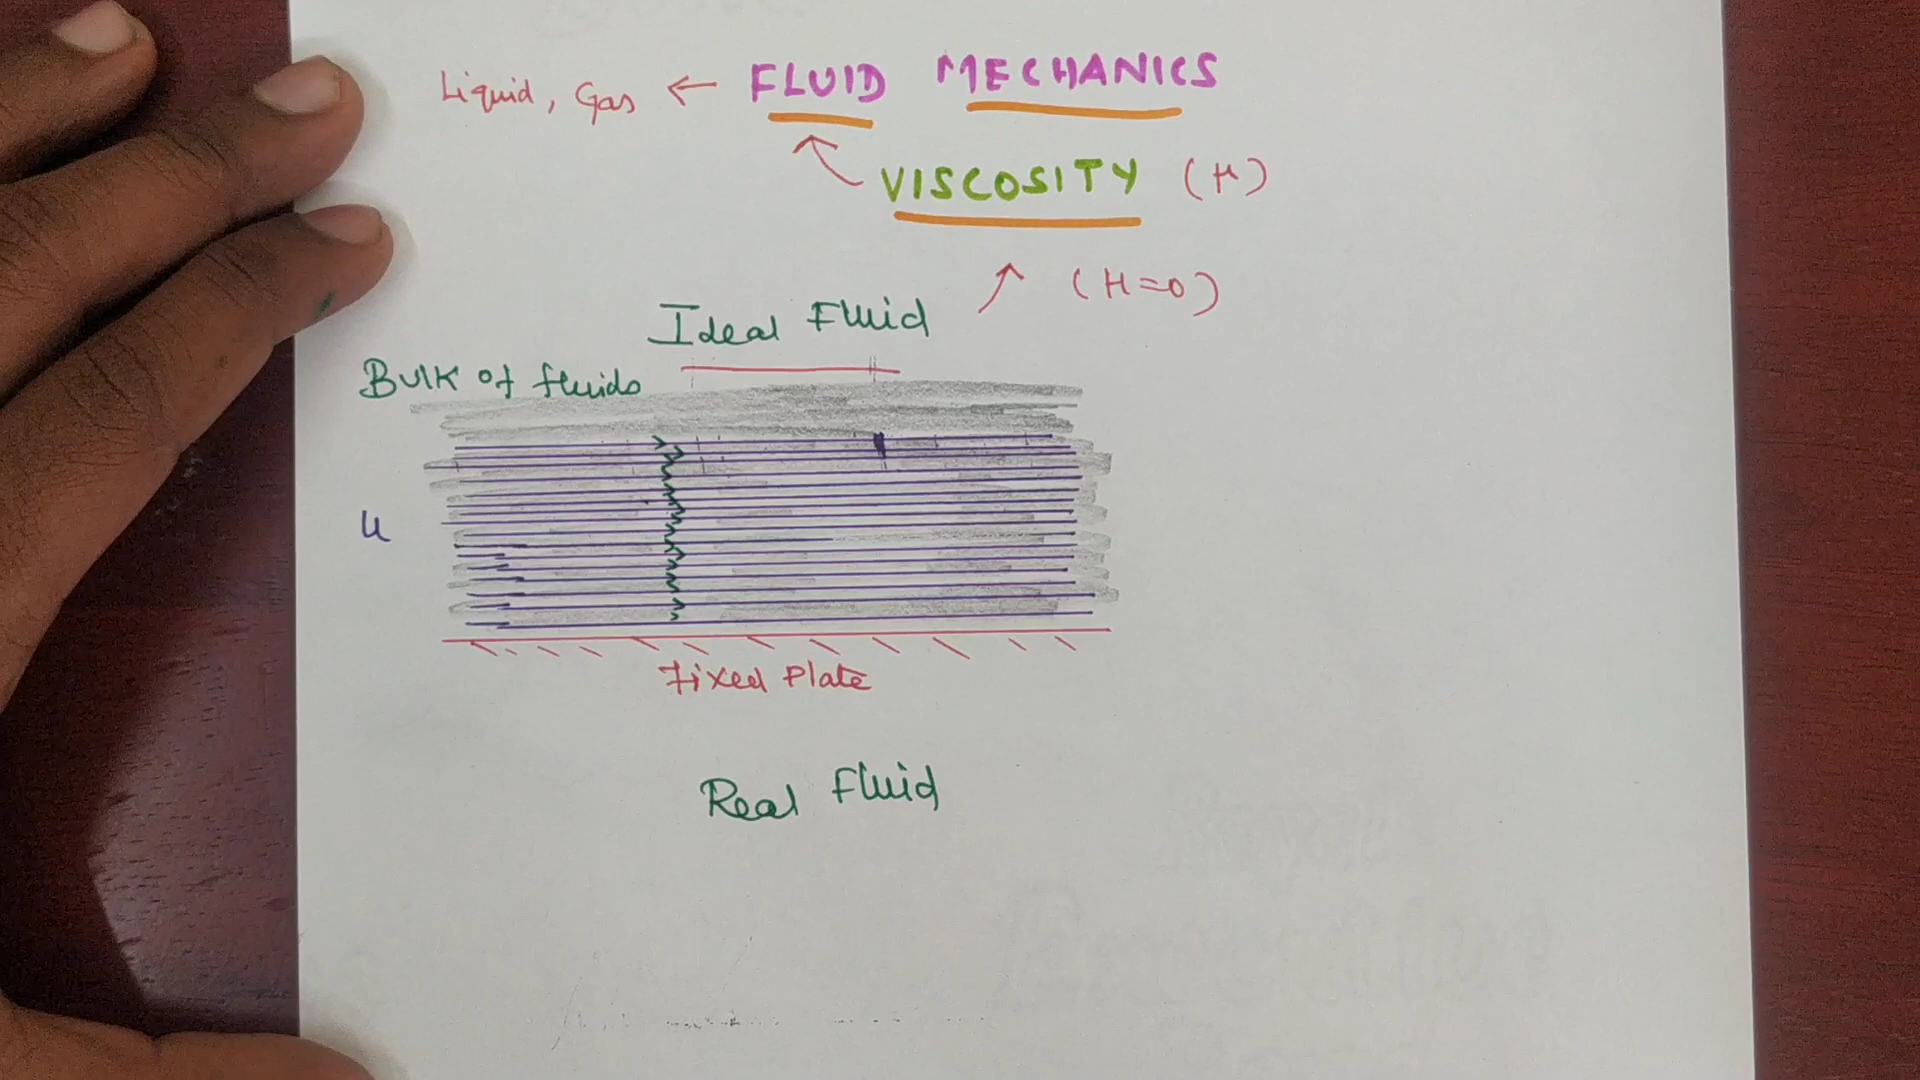 Liquid, Gas ← FLUID MECHANICS
VISCOSITY (μ)
(μ=0)
Ideal Fluid
Bulk of fluids
u
Fixed Plate
Real Fluid